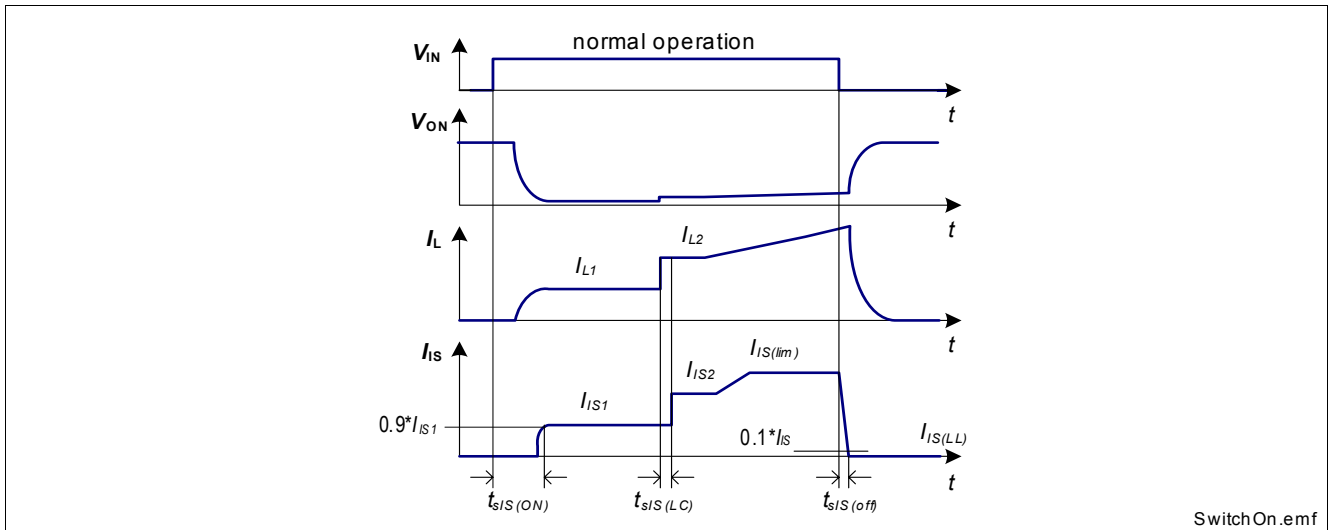 normal operation
VIN
t
VON
t
IL
IL1
IL2
t
IIS
0.9*IIS1
IIS1
IIS2
IIS(lim)
0.1*IIS
IIS(LL)
t
tsIS(ON)
tsIS(LC)
tsIS(off)
SwitchOn.emf